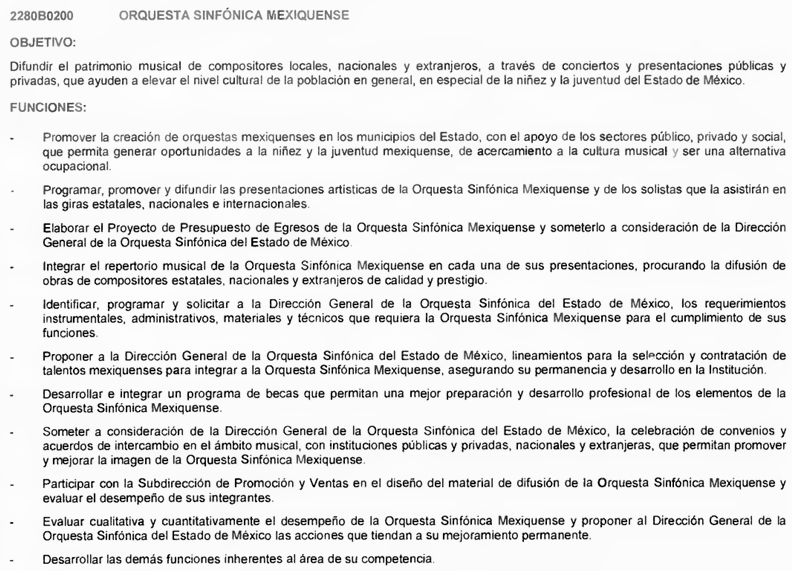 2280B0200 ORQUESTA SINFÓNICA MEXIQUENSE
OBJETIVO:
Difundir el patrimonio musical de compositores locales, nacionales y extranjeros, a través de conciertos y presentaciones públicas y
privadas, que ayuden a elevar el nivel cultural de la población en general, en especial de la niñez y la juventud del Estado de México.
FUNCIONES:
- Promover la creación de orquestas mexiquenses en los municipios del Estado, con el apoyo de los sectores público, privado y social,
que permita generar oportunidades a la niñez y la juventud mexiquense, de acercamiento a la cultura musical y ser una alternativa
ocupacional.
- Programar, promover y difundir las presentaciones artísticas de la Orquesta Sinfónica Mexiquense y de los solistas que la asistirán en
las giras estatales, nacionales e internacionales.
- Elaborar el Proyecto de Presupuesto de Egresos de la Orquesta Sinfónica Mexiquense y someterlo a consideración de la Dirección
General de la Orquesta Sinfónica del Estado de México.
- Integrar el repertorio musical de la Orquesta Sinfónica Mexiquense en cada una de sus presentaciones, procurando la difusión de
obras de compositores estatales, nacionales y extranjeros de calidad y prestigio.
- Identificar, programar y solicitar a la Dirección General de la Orquesta Sinfónica del Estado de México, los requerimientos
instrumentales, administrativos, materiales y técnicos que requiera la Orquesta Sinfónica Mexiquense para el cumplimiento de sus
funciones.
- Proponer a la Dirección General de la Orquesta Sinfónica del Estado de México, lineamientos para la selección y contratación de
talentos mexiquenses para integrar a la Orquesta Sinfónica Mexiquense, asegurando su permanencia y desarrollo en la Institución.
- Desarrollar e integrar un programa de becas que permitan una mejor preparación y desarrollo profesional de los elementos de la
Orquesta Sinfónica Mexiquense.
- Someter a consideración de la Dirección General de la Orquesta Sinfónica del Estado de México, la celebración de convenios y
acuerdos de intercambio en el ámbito musical, con instituciones públicas y privadas, nacionales y extranjeras, que permitan promover
y mejorar la imagen de la Orquesta Sinfónica Mexiquense.
- Participar con la Subdirección de Promoción y Ventas en el diseño del material de difusión de la Orquesta Sinfónica Mexiquense y
evaluar el desempeño de sus integrantes.
- Evaluar cualitativa y cuantitativamente el desempeño de la Orquesta Sinfónica Mexiquense y proponer al Dirección General de la
Orquesta Sinfónica del Estado de México las acciones que tiendan a su mejoramiento permanente.
- Desarrollar las demás funciones inherentes al área de su competencia.